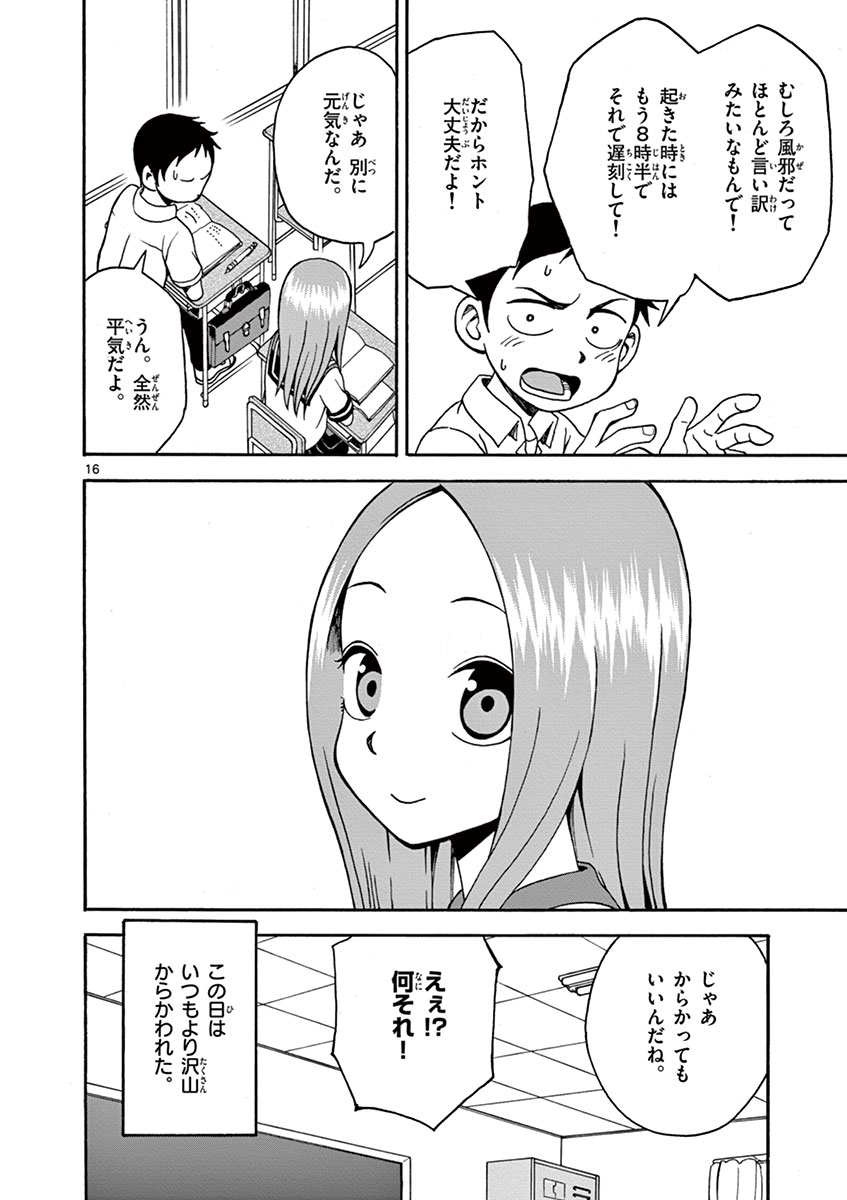 むしろ風邪だって
ほとんど言い訳
みたいなもんで！
起きた時には
もう8時半で
それで遅刻して！
だからホント
大丈夫だよ！
じゃあ 別に
元気なんだ。
うん。全然
平気だよ。
16
じゃあ
からかっても
いいんだね。
えぇ!?
何それ！
この日は
いつもより沢山
からかわれた。